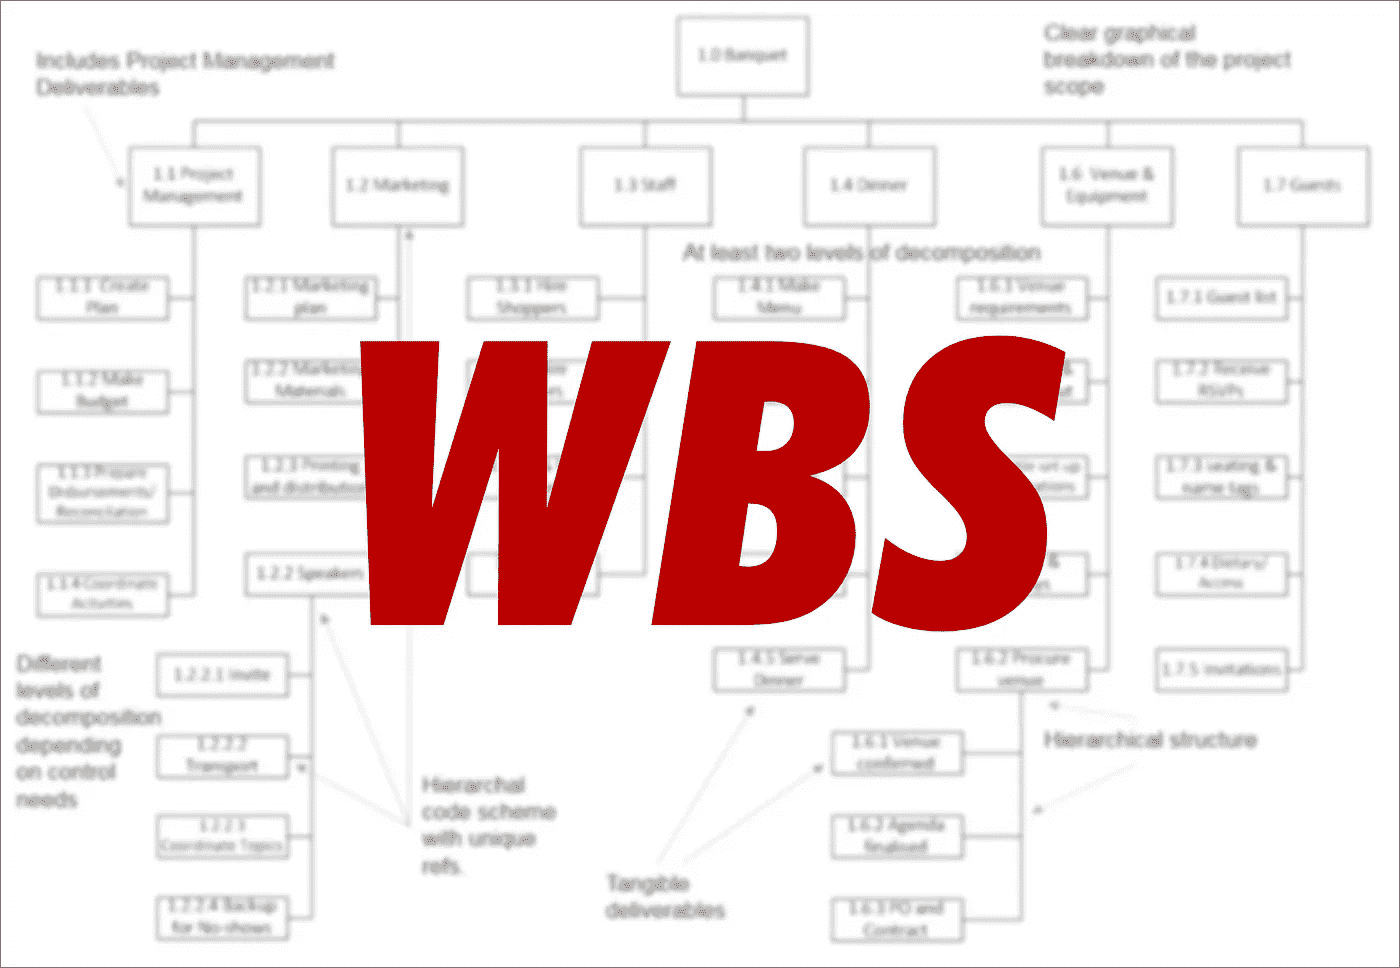 1.0 Banquet
Includes Project Management
Deliverables
Clear graphical
breakdown of the project
scope
1.1 Project
Management
1.2 Marketing
1.3 Staff
1.4 Dinner
1.6 Venue &
Equipment
1.7 Guests
At least two levels of decomposition
1.1.1 Create
Plan
1.2.1 Marketing
plan
1.3.1 Hire
Shoppers
1.4.1 Make
Menu
1.6.1 Venue
requirements
1.7.1 Guest list
1.1.2 Make
Budget
1.2.2 Marketing
Materials
&
1.7.2 Receive
RSVPs
WBS
1.1.3 Prepare
Disbursements/
Reconciliation
1.2.3 Printing
and distribution
set up
1.7.3 Seating &
name tags
1.1.4 Coordinate
Activities
1.2.2 Speakers
&
1.7.4 Dietary/
Access
Different
levels of
decomposition
depending
on control
needs
1.2.2.1 Invite
1.4.5 Serve
Dinner
1.6.2 Procure
venue
1.7.5 Invitations
1.2.2.2
Transport
1.6.1 Venue
conferred
Hierarchical structure
Hierarchal
code scheme
with unique
refs.
1.2.2.3
Coordinate Topics
1.6.2 Agenda
finalised
Tangible
deliverables
1.2.2.4 Backup
for No-shows
1.6.3 PO and
Contract